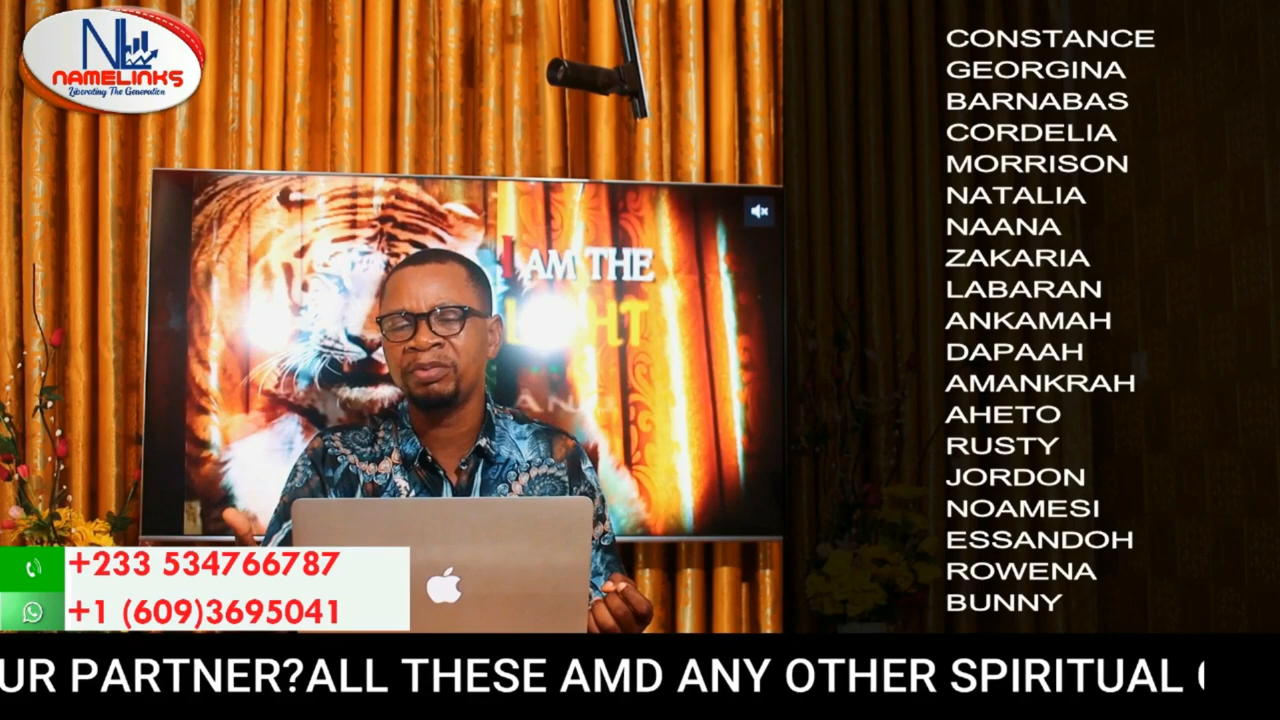 NL
NAMELINKS
Liberating The Generation
I AM THE
LIGHT
CONSTANCE
GEORGINA
BARNABAS
CORDELIA
MORRISON
NATALIA
NAANA
ZAKARIA
LABARAN
ANKAMAH
DAPAAH
AMANKRAH
AHETO
RUSTY
JORDON
NOAMESI
ESSANDOH
ROWENA
BUNNY
+233 534766787
+1 (609)3695041
UR PARTNER?ALL THESE AMD ANY OTHER SPIRITUAL